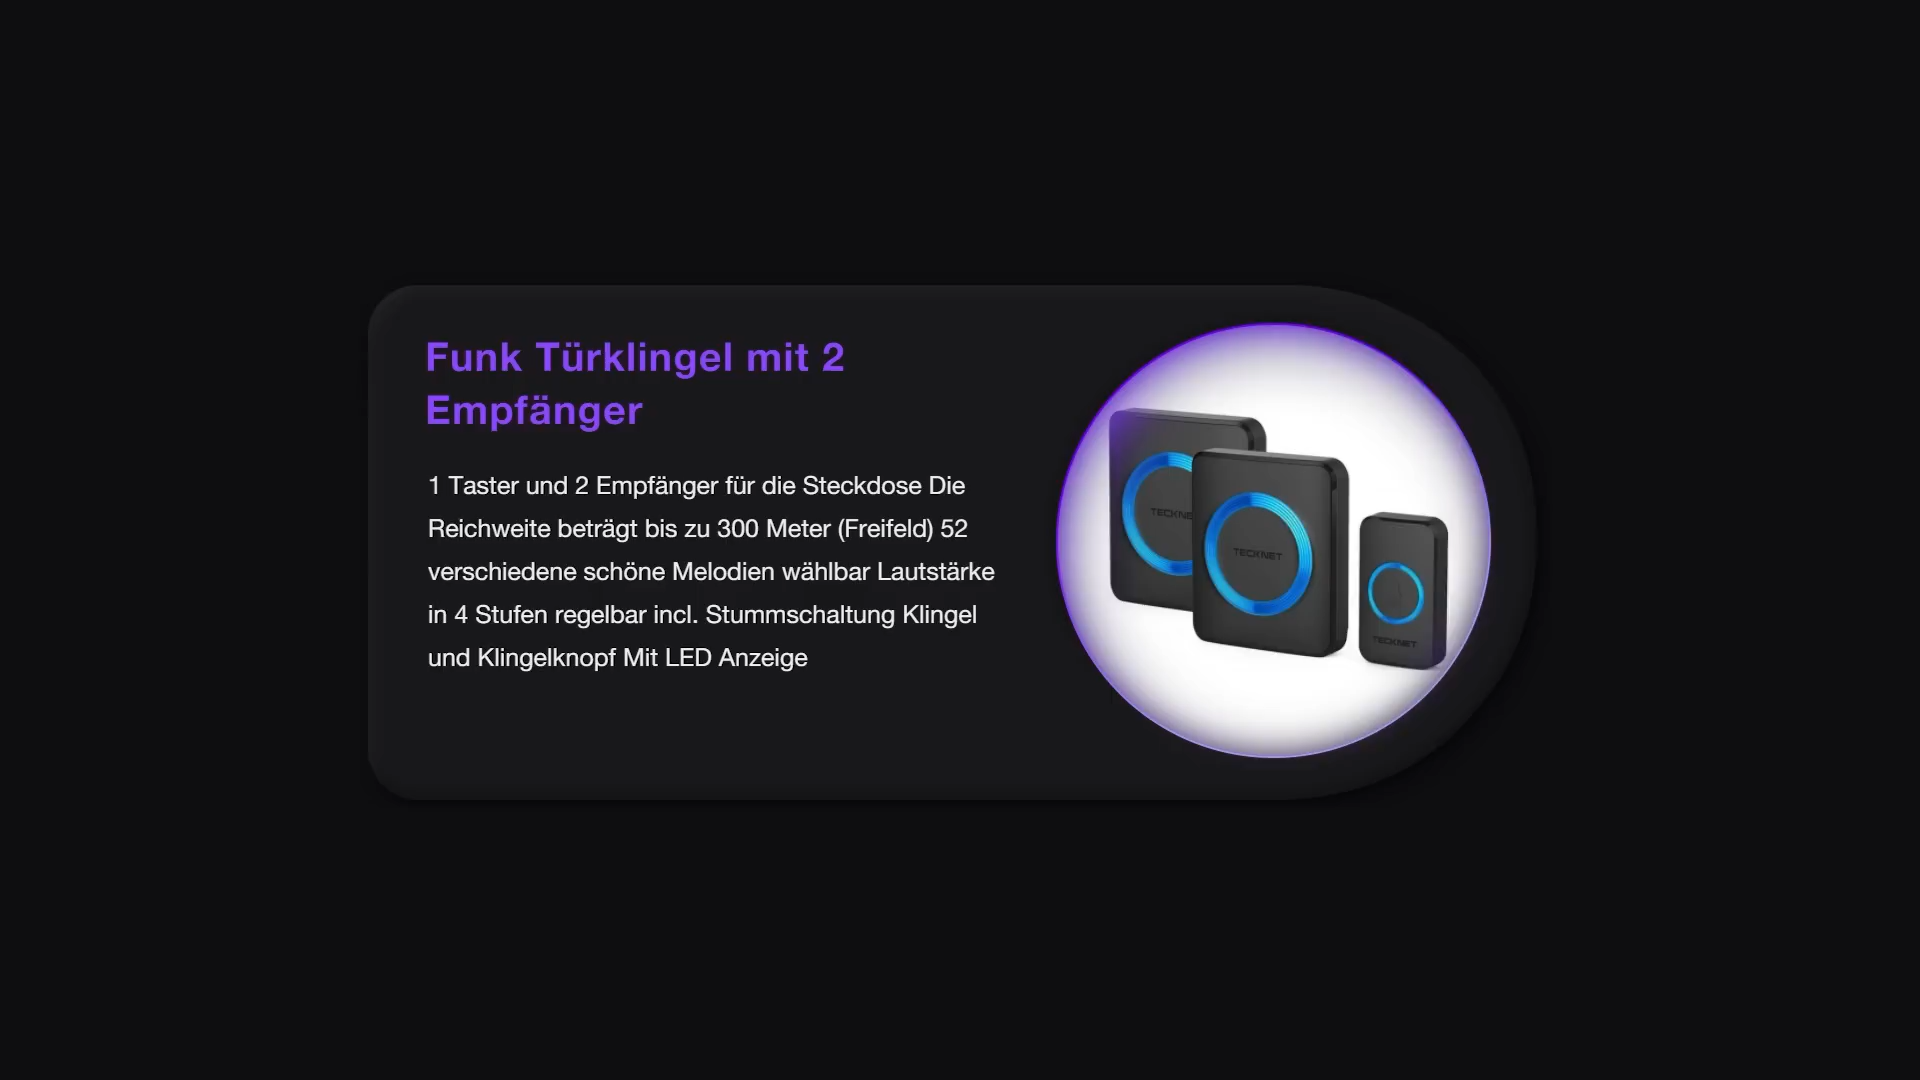 Funk Türklingel mit 2
Empfänger
1 Taster und 2 Empfänger für die Steckdose Die
Reichweite beträgt bis zu 300 Meter (Freifeld) 52
verschiedene schöne Melodien wählbar Lautstärke
in 4 Stufen regelbar incl. Stummschaltung Klingel
und Klingelknopf Mit LED Anzeige
TECKNE
TECKNET
TECKNET